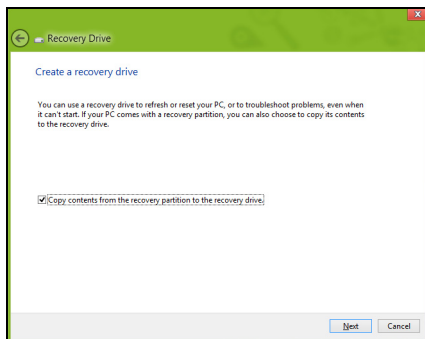 Recovery Drive
Create a recovery drive
You can use a recovery drive to refresh or reset your PC, or to troubleshoot problems, even when
it can't start. If your PC comes with a recovery partition, you can also choose to copy its contents
to the recovery drive.
Copy contents from the recovery partition to the recovery drive.
Next Cancel